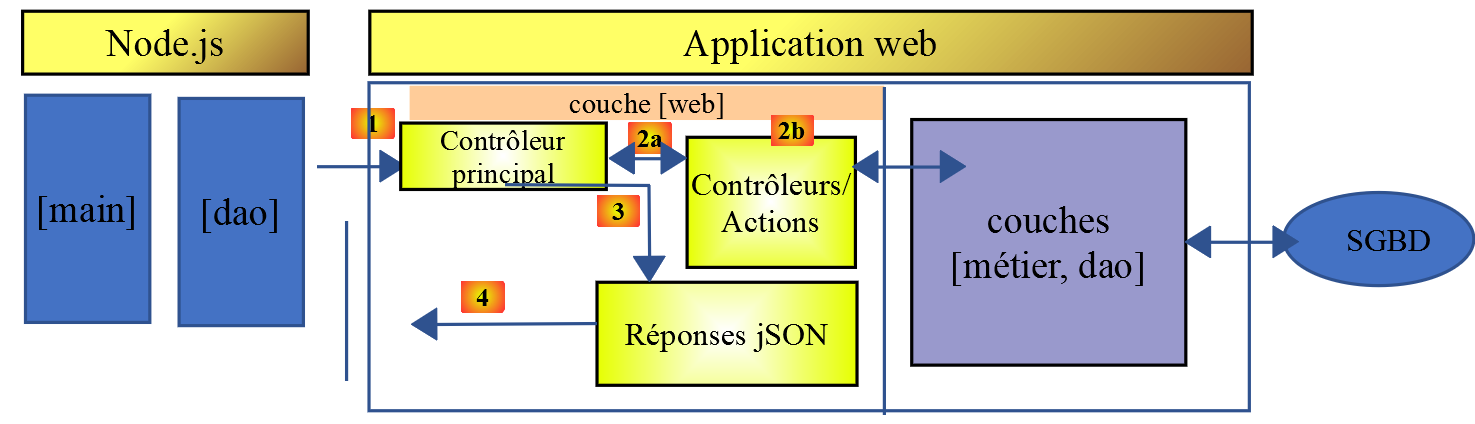 Node.js
Application web
couche [web]
1
Contrôleur
principal
2a
2b
Contrôleurs/
Actions
[main]
[dao]
3
couches
[métier, dao]
SGBD
4
Réponses jSON